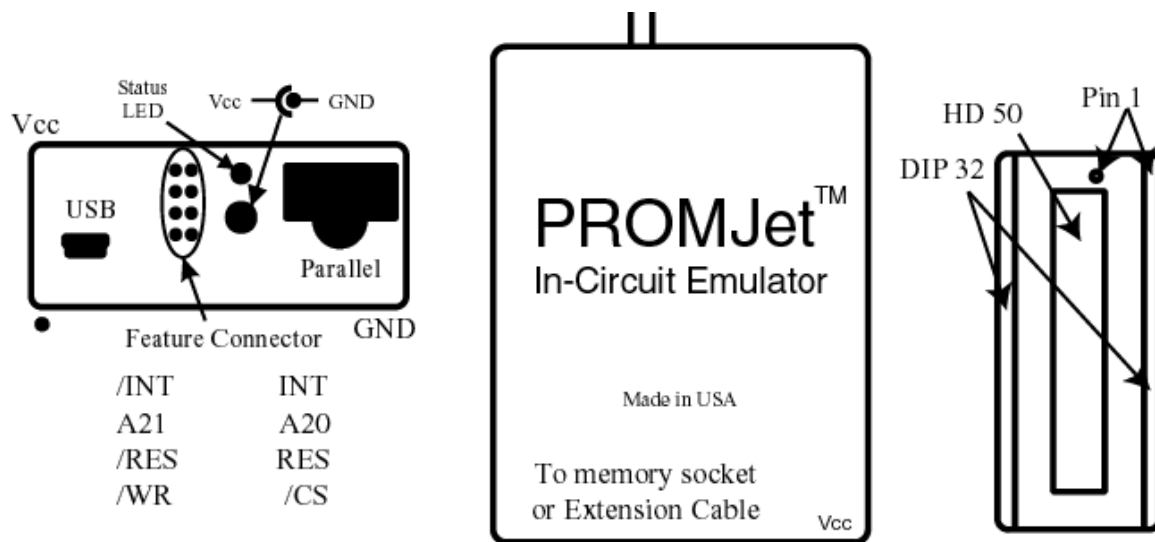 Status
LED
Vcc
GND
Vcc
USB
Parallel
Feature Connector
GND
/INT INT
A21 A20
/RES RES
/WR /CS
PROMJet™
In-Circuit Emulator
Made in USA
To memory socket
or Extension Cable
Vcc
HD 50
Pin 1
DIP 32